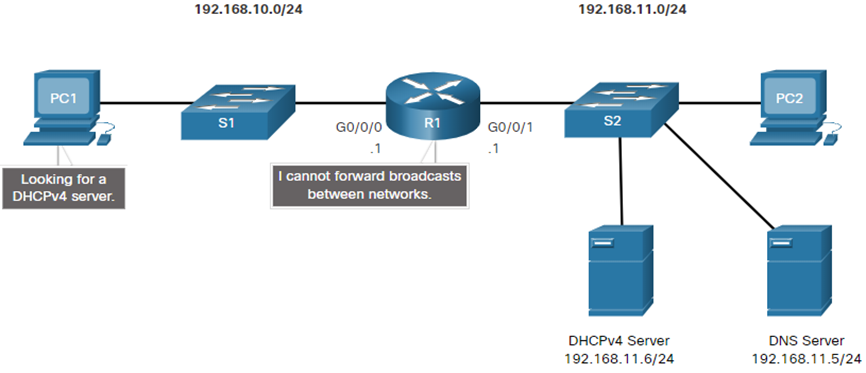 192.168.10.0/24
192.168.11.0/24
PC1
S1
G0/0/0
.1
R1
G0/0/1
.1
S2
PC2
Looking for a
DHCPv4 server.
I cannot forward broadcasts
between networks.
DHCPv4 Server
192.168.11.6/24
DNS Server
192.168.11.5/24